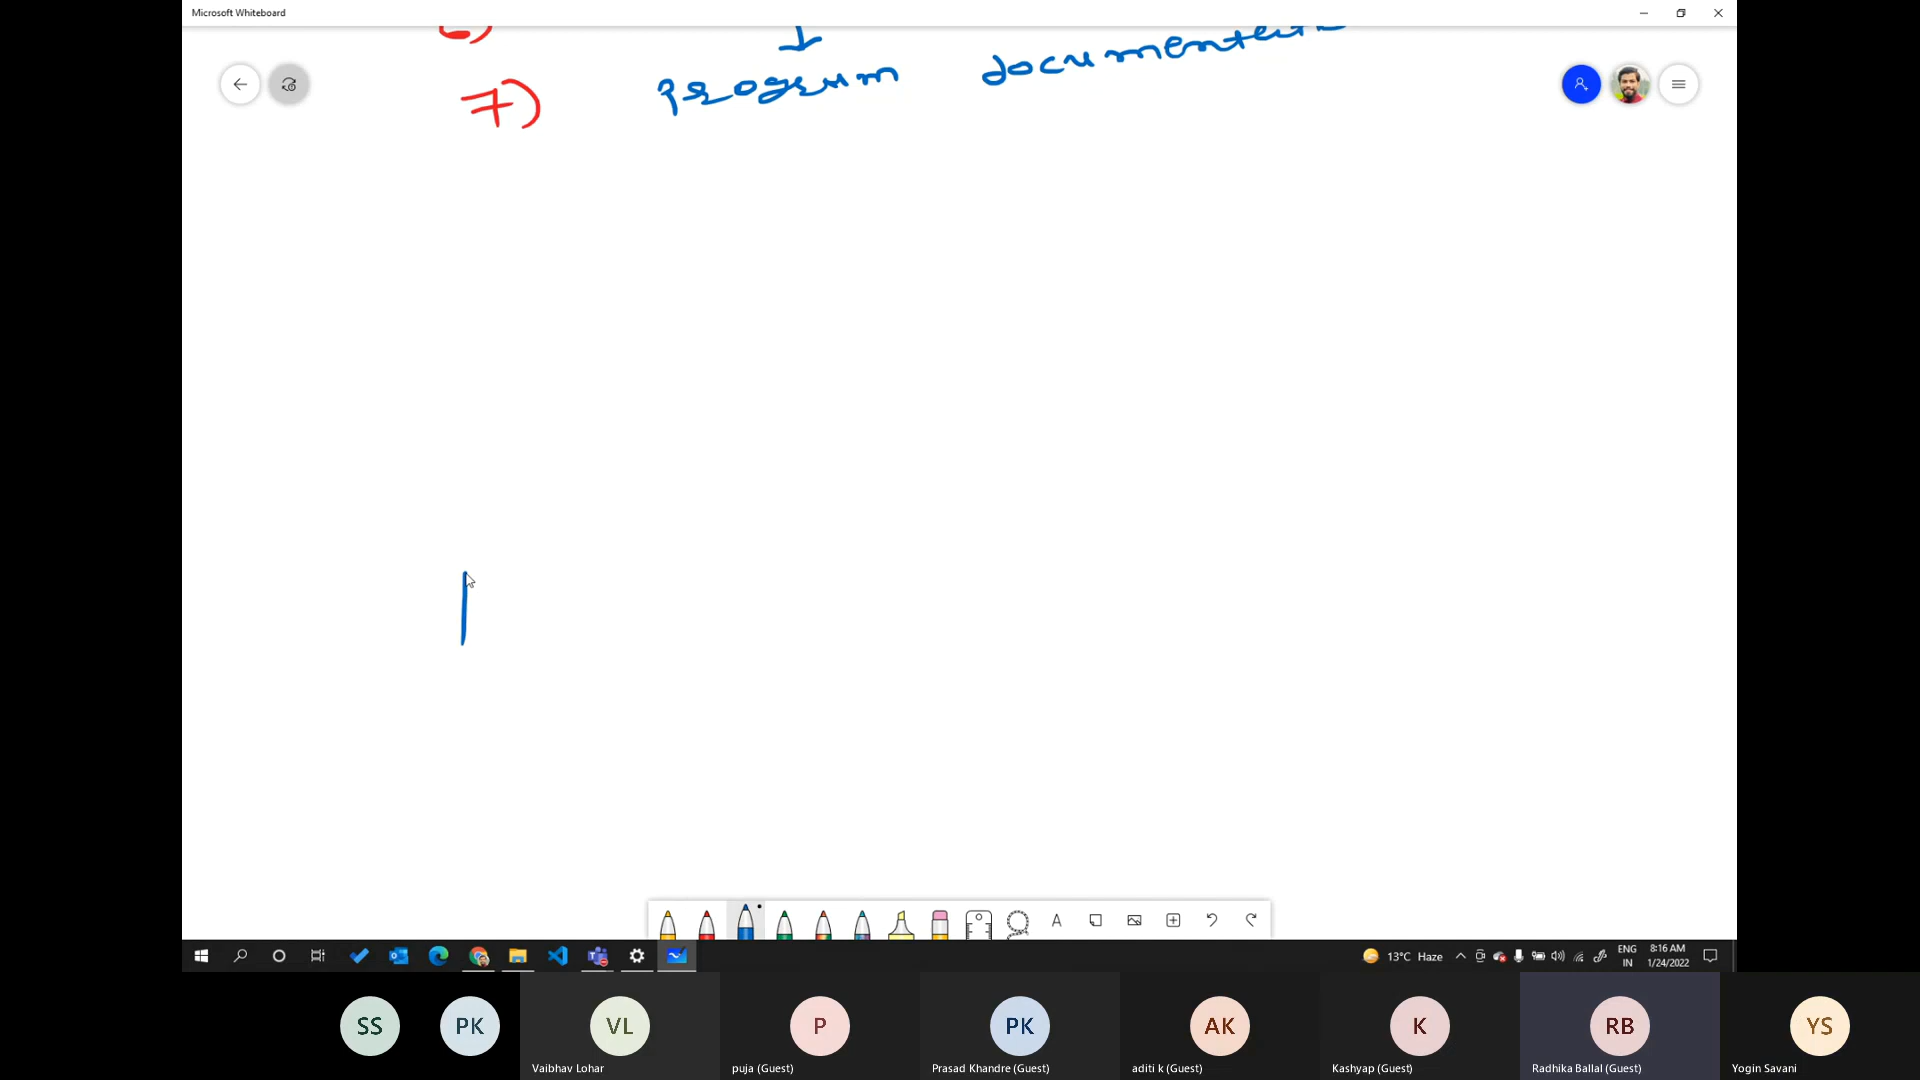 Microsoft Whiteboard
7) program
A
13°C Haze
ENG
IN
8:16 AM
1/24/2022
SS
PK
VL
P
PK
AK
K
RB
YS
Vaibhav Lohar
puja (Guest)
Prasad Khandre (Guest)
aditi k (Guest)
Kashyap (Guest)
Radhika Ballal (Guest)
Yogin Savani